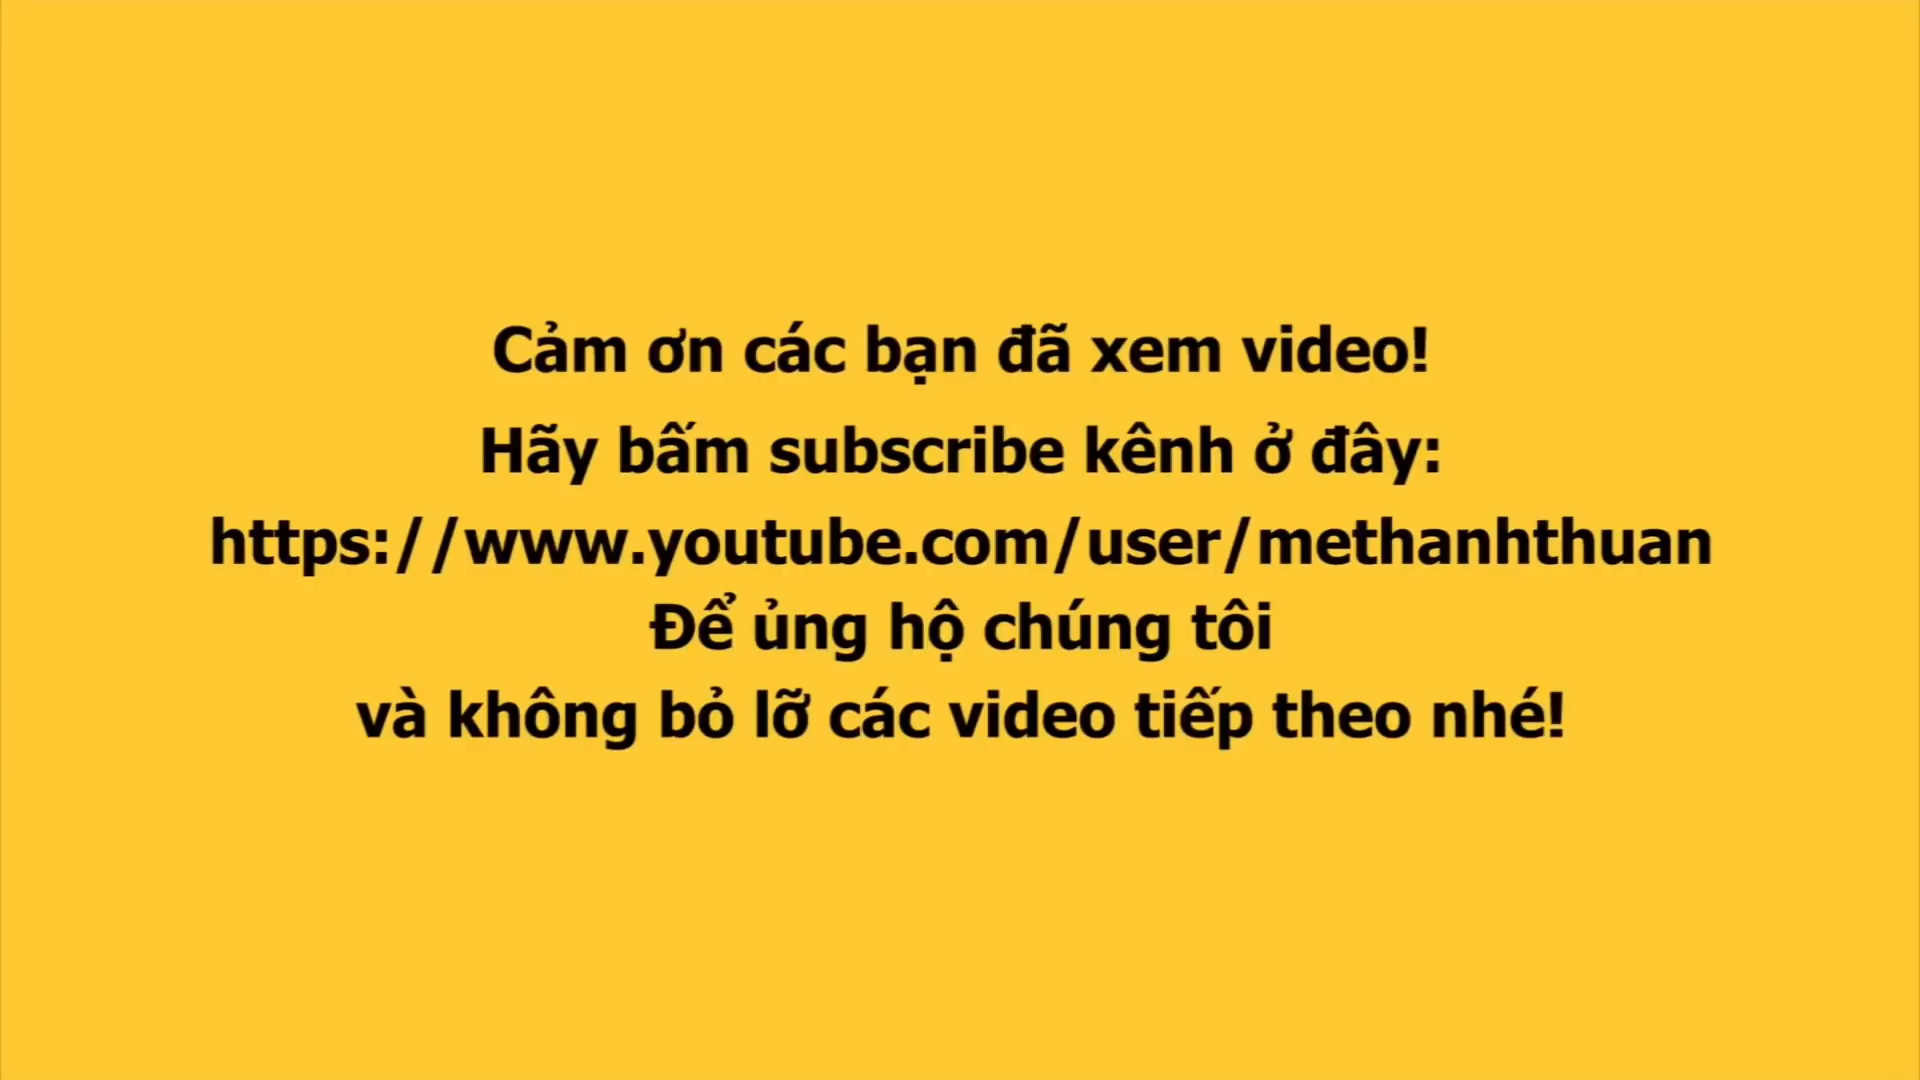 Cảm ơn các bạn đã xem video!
Hãy bấm subscribe kênh ở đây:
https://www.youtube.com/user/methanhthuan
Để ủng hộ chúng tôi
và không bỏ lỡ các video tiếp theo nhé!